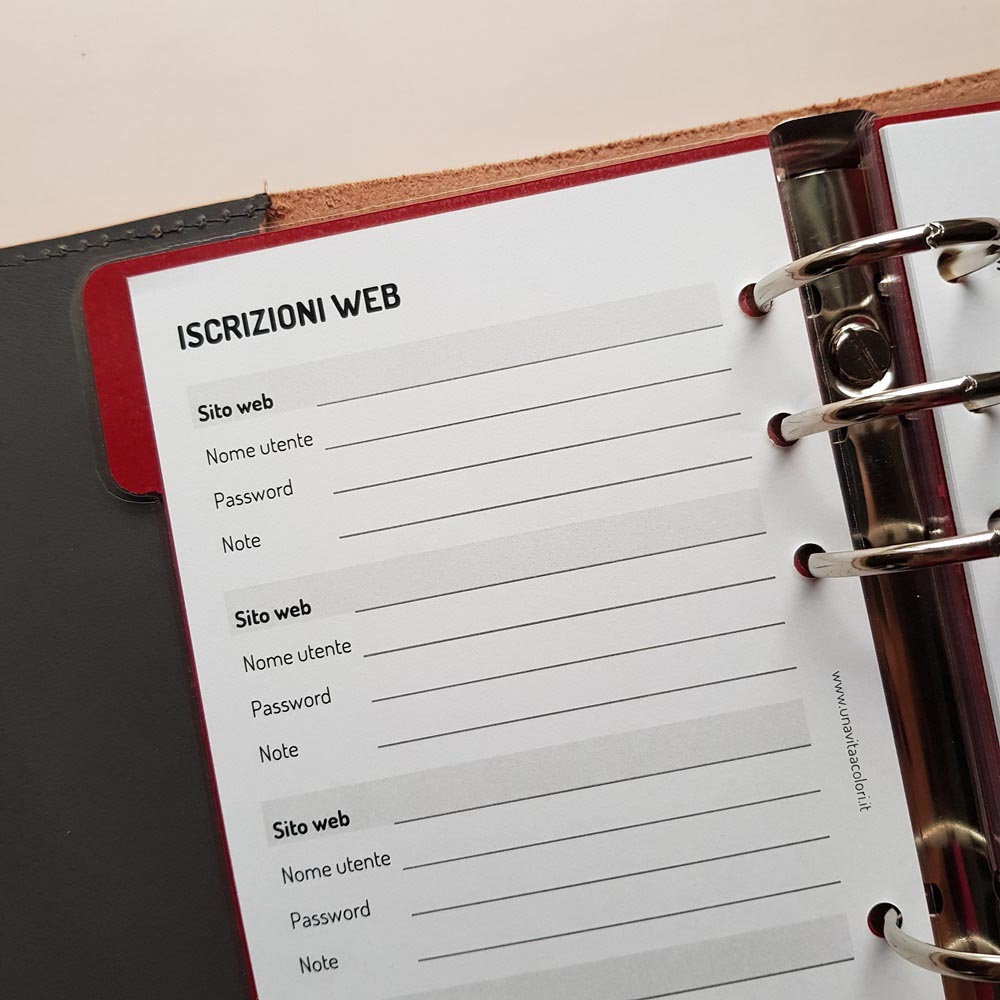 ISCRIZIONI WEB
Sito web
Nome utente
Password
Note
Sito web
Nome utente
Password
Note
Sito web
Nome utente
Password
Note
www.unavitaacolori.it